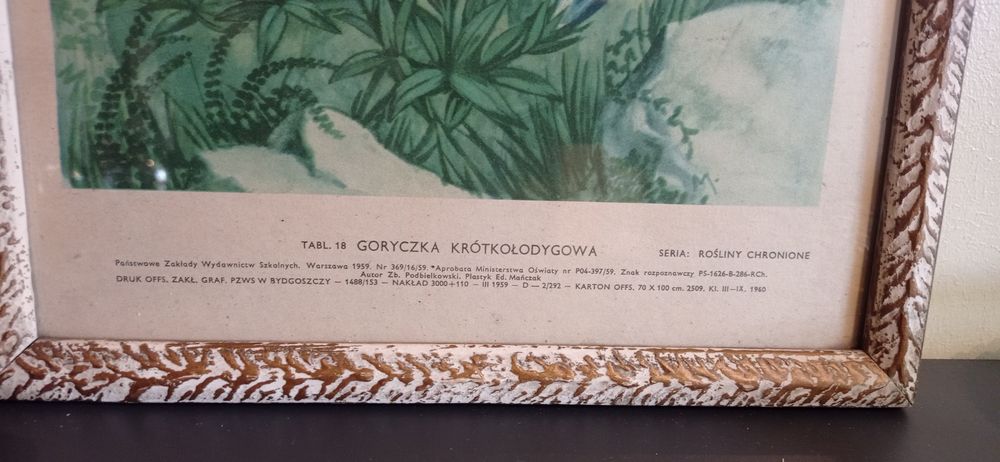 TABL. 18 GORYCZKA KRÓTKOŁODYGOWA SERIA: ROŚLINY CHRONIONE
Państwowe Zakłady Wydawnictw Szkolnych. Warszawa 1959. Nr 369/16/59. *Aprobata Ministerstwa Oświaty nr P04-397/59. Znak rozpoznawczy PS-1626-B-286-RCh.
Autor Zb. Podbielkowski. Plastyk Ed. Mańczak
DRUK OFFS. ZAKŁ. GRAF. PZWS W BYDGOSZCZY — 1488/153 — NAKŁAD 3000+110 — III 1959 — D — 2/292 — KARTON OFFS. 70 X 100 cm. 2509. Kl. III—IX. 1960